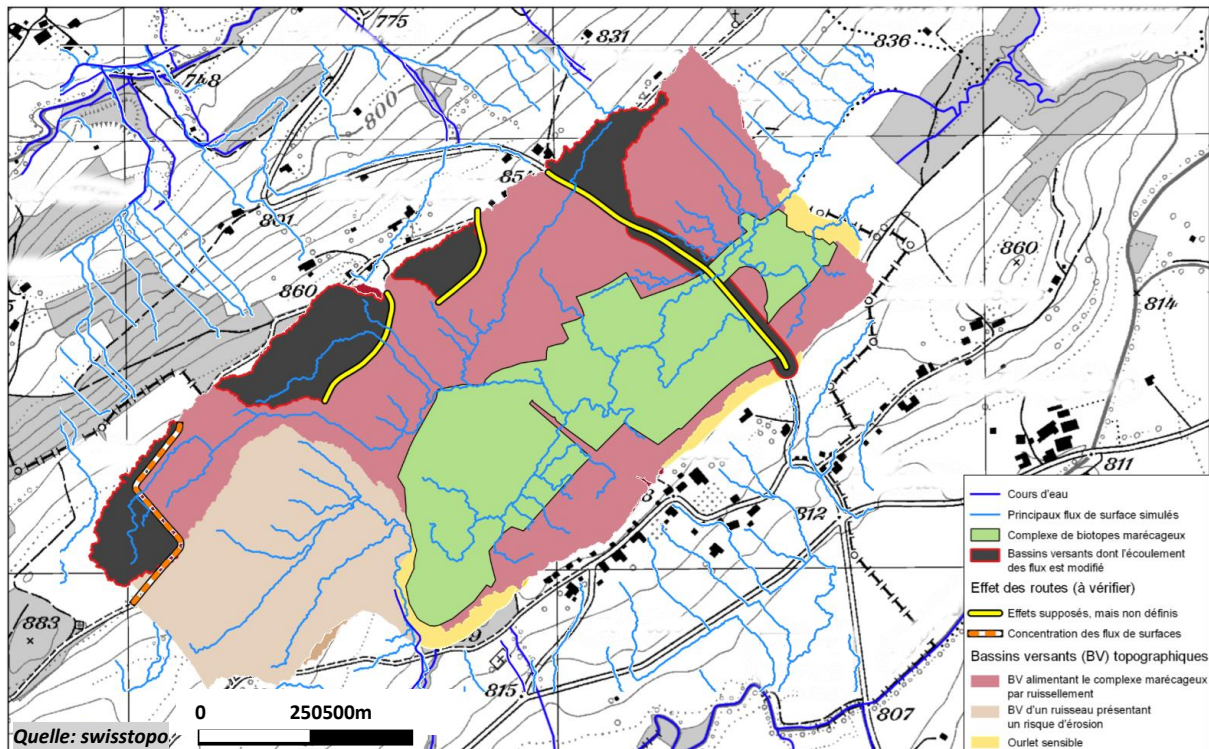 775
831
836
748
800
854
801
860
860
814
811
812
883
815
807
Cours d'eau
Principaux flux de surface simulés
Complexe de biotopes marécageux
Bassins versants dont l'écoulement
des flux est modifié
Effet des routes (à vérifier)
Effets supposés, mais non définis
Concentration des flux de surfaces
Bassins versants (BV) topographiques
BV alimentant le complexe marécageux
par ruissellement
BV d'un ruisseau présentant
un risque d'érosion
Ourlet sensible
0 250500m
Quelle: swisstopo